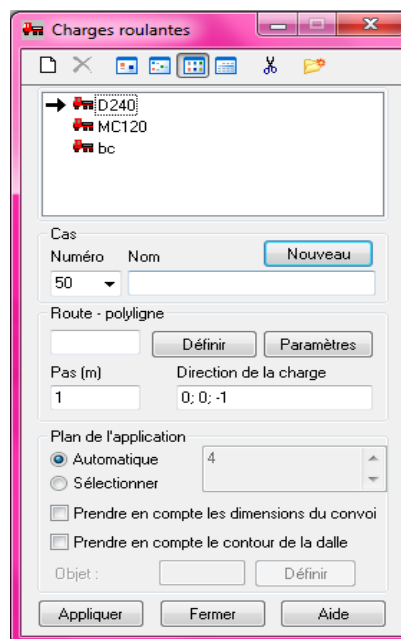 Charges roulantes
D240
MC120
bc
Cas
Numéro Nom Nouveau
50
Route - polyligne
Définir Paramètres
Pas (m) Direction de la charge
1 0; 0; -1
Plan de l'application
Automatique 4
Sélectionner
Prendre en compte les dimensions du convoi
Prendre en compte le contour de la dalle
Objet : Définir
Appliquer Fermer Aide